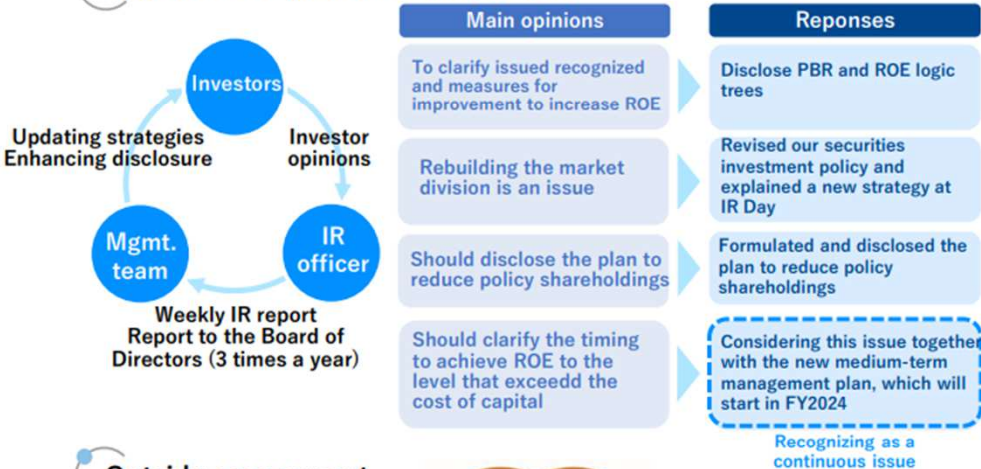 Investors
Updating strategies
Enhancing disclosure
Investor
opinions
Mgmt.
team
IR
officer
Weekly IR report
Report to the Board of
Directors (3 times a year)
Main opinions
Reponses
To clarify issued recognized
and measures for
improvement to increase ROE
Disclose PBR and ROE logic
trees
Rebuilding the market
division is an issue
Revised our securities
investment policy and
explained a new strategy at
IR Day
Should disclose the plan to
reduce policy shareholdings
Formulated and disclosed the
plan to reduce policy
shareholdings
Should clarify the timing
to achieve ROE to the
level that exceedd the
cost of capital
Considering this issue together
with the new medium-term
management plan, which will
start in FY2024
Recognizing as a
continuous issue